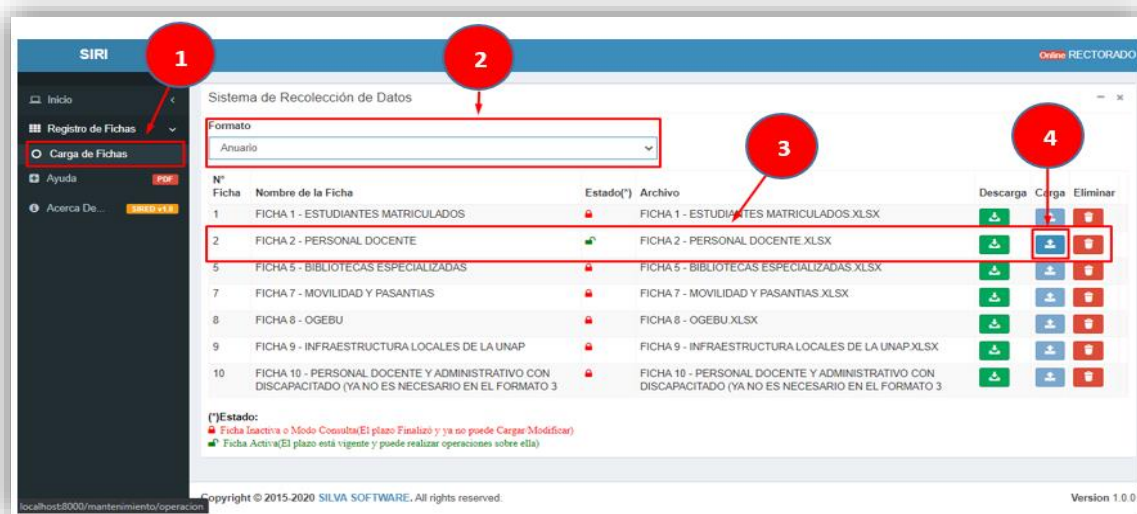 SIRI
Online RECTORADO
1
2
3
4
Inicio
Registro de Fichas
Carga de Fichas
Ayuda PDF
Acerca De... SIRED v1.0
Sistema de Recolección de Datos
Formato
Anuario
N° Ficha Nombre de la Ficha Estado(*) Archivo Descarga Carga Eliminar
1 FICHA 1 - ESTUDIANTES MATRICULADOS FICHA 1 - ESTUDIANTES MATRICULADOS.XLSX
2 FICHA 2 - PERSONAL DOCENTE FICHA 2 - PERSONAL DOCENTE.XLSX
5 FICHA 5 - BIBLIOTECAS ESPECIALIZADAS FICHA 5 - BIBLIOTECAS ESPECIALIZADAS.XLSX
7 FICHA 7 - MOVILIDAD Y PASANTIAS FICHA 7 - MOVILIDAD Y PASANTIAS.XLSX
8 FICHA 8 - OGEBU FICHA 8 - OGEBU.XLSX
9 FICHA 9 - INFRAESTRUCTURA LOCALES DE LA UNAP FICHA 9 - INFRAESTRUCTURA LOCALES DE LA UNAP.XLSX
10 FICHA 10 - PERSONAL DOCENTE Y ADMINISTRATIVO CON FICHA 10 - PERSONAL DOCENTE Y ADMINISTRATIVO CON
DISCAPACITADO (YA NO ES NECESARIO EN EL FORMATO 3 DISCAPACITADO (YA NO ES NECESARIO EN EL FORMATO 3
(*)Estado:
Ficha Inactiva o Modo Consulta(El plazo Finalizó y ya no puede Cargar/Modificar)
Ficha Activa(El plazo está vigente y puede realizar operaciones sobre ella)
Copyright © 2015-2020 SILVA SOFTWARE. All rights reserved.
Version 1.0.0
localhost:8000/mantenimiento/operacion